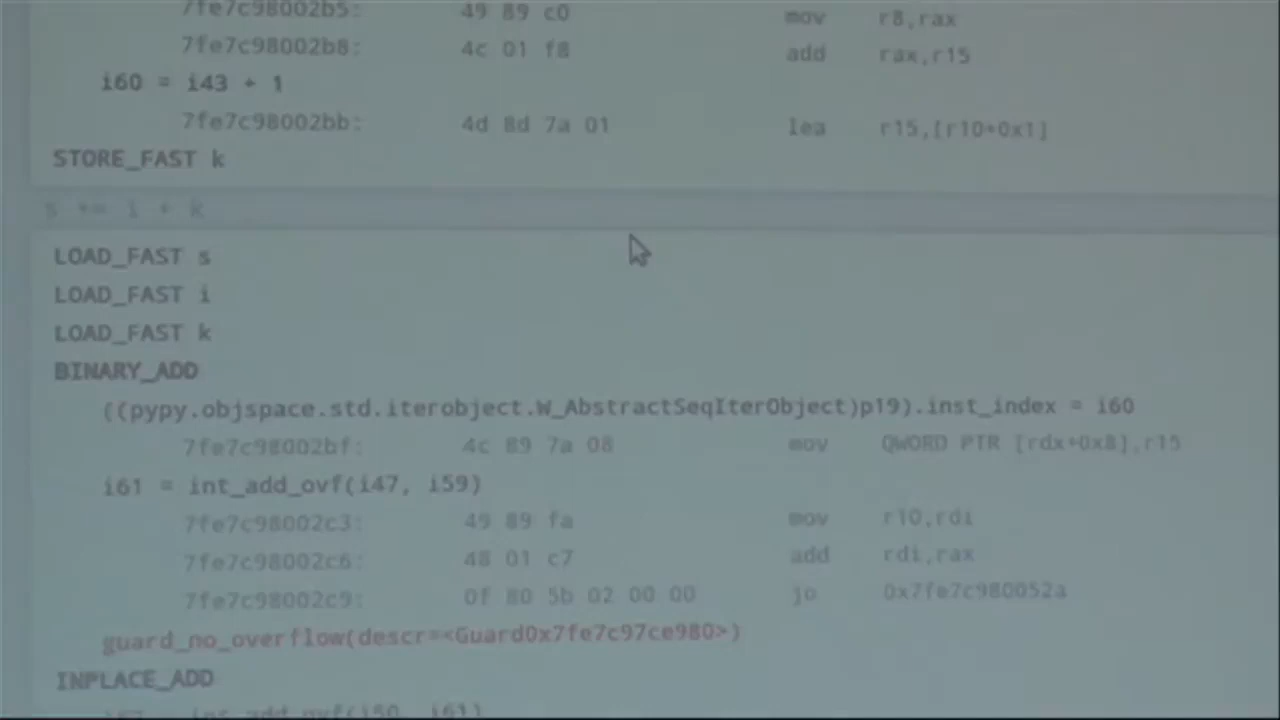 7fe7c98002b5: 49 89 c0 mov r8,rax
7fe7c98002b8: 4c 01 f8 add rax,r15
i60 = i43 + 1
7fe7c98002bb: 4d 8d 7a 01 lea r15,[r10+0x1]
STORE_FAST k
s += i + k
LOAD_FAST s
LOAD_FAST i
LOAD_FAST k
BINARY_ADD
((pypy.objspace.std.iterobject.W_AbstractSeqIterObject)p19).inst_index = i60
7fe7c98002bf: 4c 89 7a 08 mov QWORD PTR [rdx+0x8],r15
i61 = int_add_ovf(i47, i59)
7fe7c98002c3: 49 89 fa mov r10,rdi
7fe7c98002c6: 48 01 c7 add rdi,rax
7fe7c98002c9: 0f 80 5b 02 00 00 jo 0x7fe7c980052a
guard_no_overflow(descr=<Guard0x7fe7c97ce980>)
INPLACE_ADD
= int_add_ovf(i50, i61)